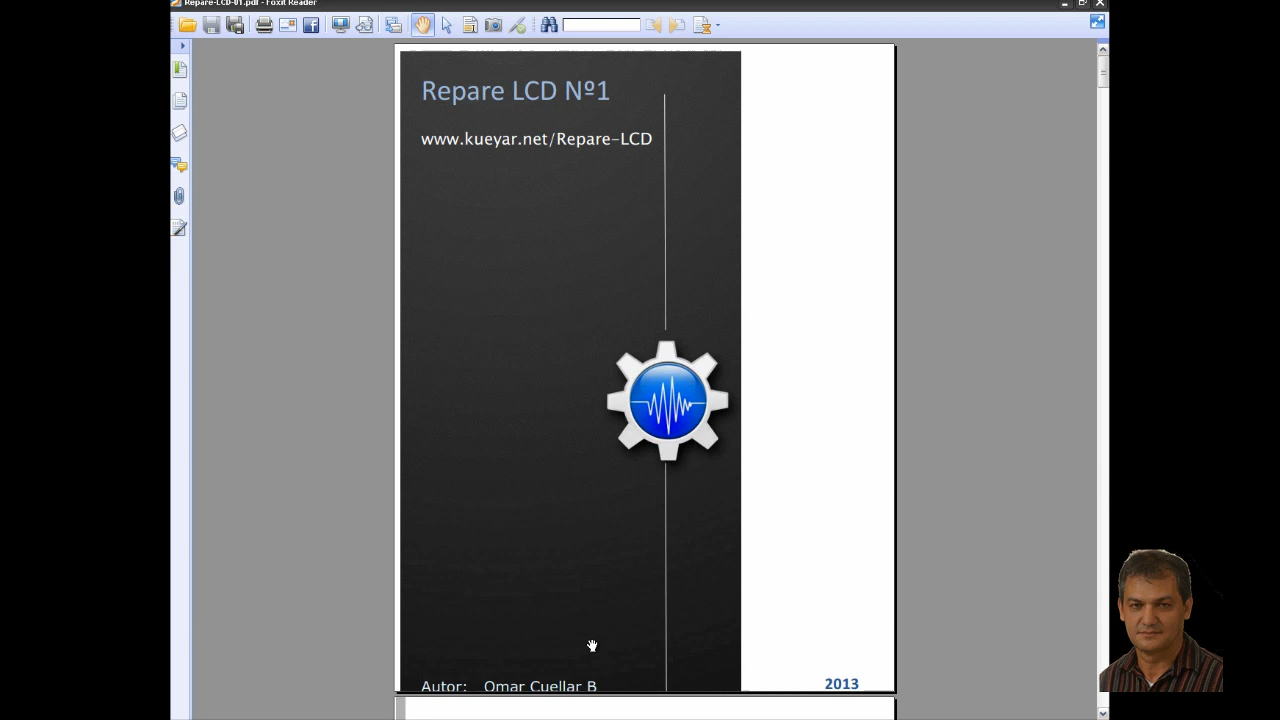 Repare-LCD-01.pdf - Foxit Reader
Repare LCD Nº1
www.kueyar.net/Repare-LCD
Autor: Omar Cuellar B
2013